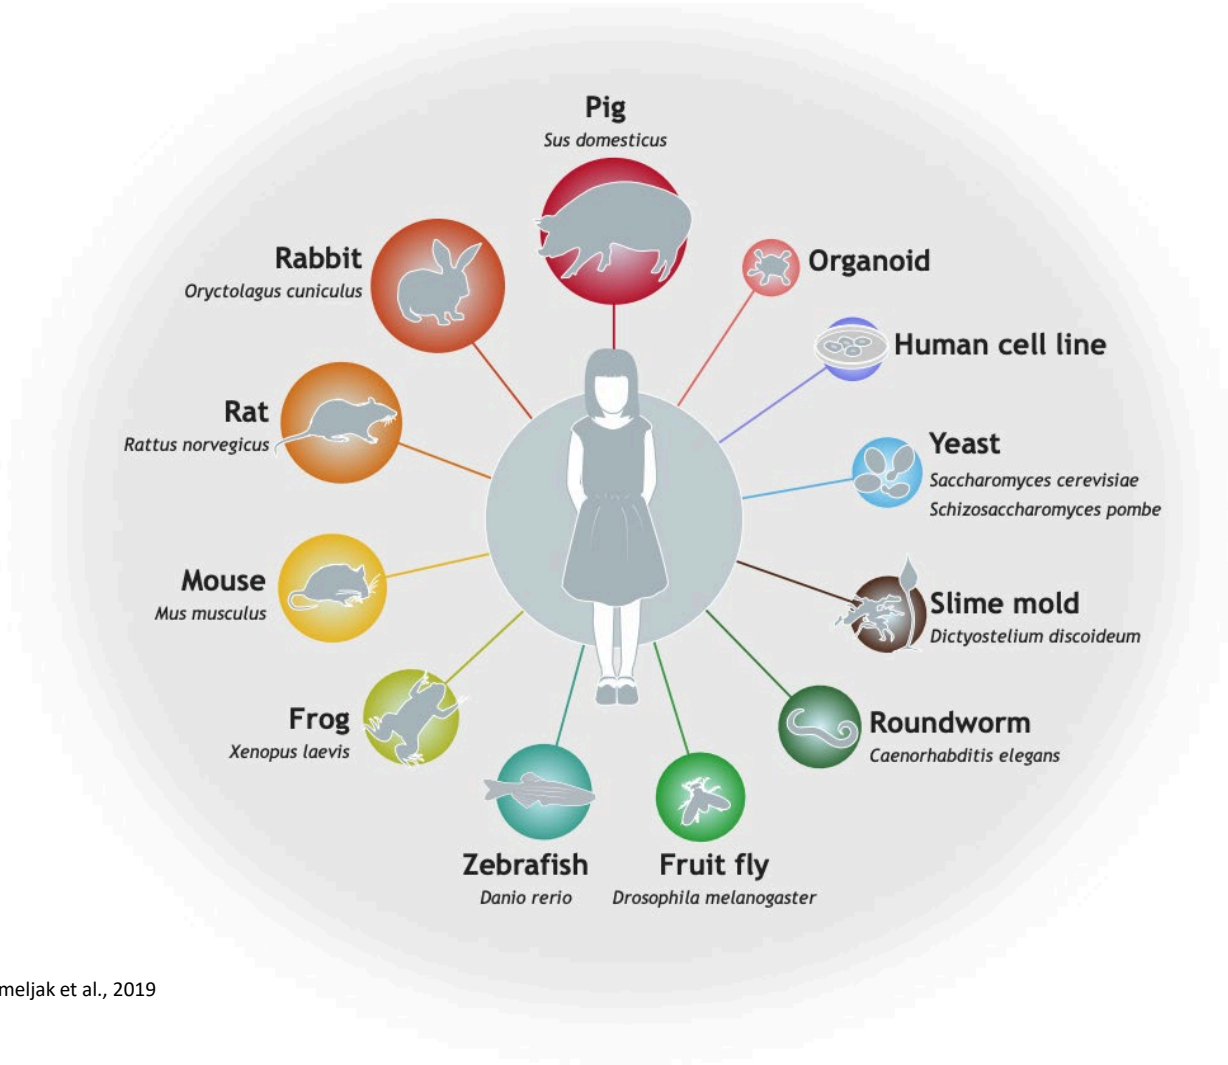 Pig
Sus domesticus
Organoid
Rabbit
Oryctolagus cuniculus
Human cell line
Rat
Rattus norvegicus
Yeast
Saccharomyces cerevisiae
Schizosaccharomyces pombe
Mouse
Mus musculus
Slime mold
Dictyostelium discoideum
Frog
Xenopus laevis
Roundworm
Caenorhabditis elegans
Zebrafish
Danio rerio
Fruit fly
Drosophila melanogaster
meljak et al., 2019